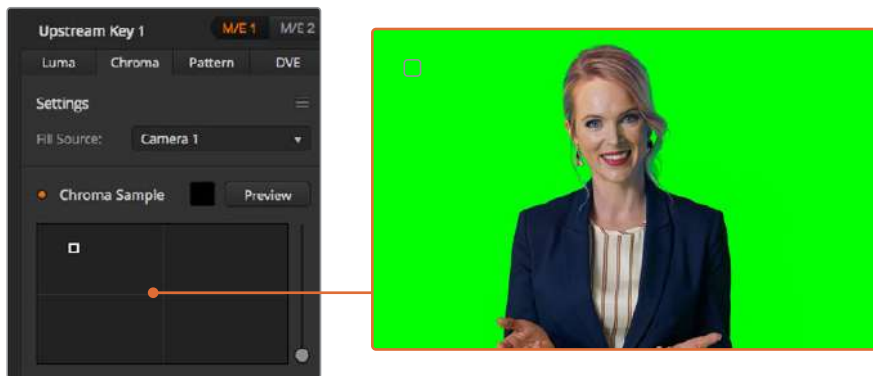 Upstream Key 1 M/E 1 M/E 2
Luma Chroma Pattern DVE
Settings
Fill Source: Camera 1
Chroma Sample Preview